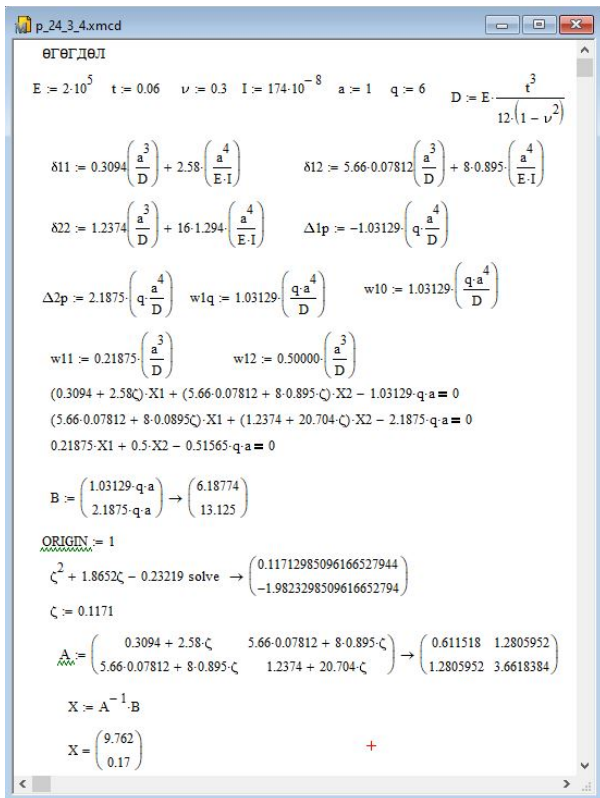 p_24_3_4.xmcd
ӨГӨГДӨЛ
E := 2·10^5 t := 0.06 ν := 0.3 I := 174·10^-8 a := 1 q := 6 D := E·t^3/(12·(1 − ν^2))
δ11 := 0.3094(a^3/D) + 2.58·(a^4/(E·I)) δ12 := 5.66·0.07812(a^3/D) + 8·0.895·(a^4/(E·I))
δ22 := 1.2374(a^3/D) + 16·1.294·(a^4/(E·I)) Δ1p := −1.03129·(q·a^4/D)
Δ2p := 2.1875·(q·a^4/D) w1q := 1.03129·(q·a^4/D) w10 := 1.03129·(q·a^4/D)
w11 := 0.21875·(a^3/D) w12 := 0.50000·(a^3/D)
(0.3094 + 2.58ζ)·X1 + (5.66·0.07812 + 8·0.895·ζ)·X2 − 1.03129·q·a = 0
(5.66·0.07812 + 8·0.0895ζ)·X1 + (1.2374 + 20.704·ζ)·X2 − 2.1875·q·a = 0
0.21875·X1 + 0.5·X2 − 0.51565·q·a = 0
B := (1.03129·q·a; 2.1875·q·a) → (6.18774; 13.125)
ORIGIN := 1
ζ^2 + 1.8652ζ − 0.23219 solve → (0.11712985096166527944; −1.9823298509616652794)
ζ := 0.1171
A := (0.3094 + 2.58·ζ 5.66·0.07812 + 8·0.895·ζ; 5.66·0.07812 + 8·0.895·ζ 1.2374 + 20.704·ζ) → (0.611518 1.2805952; 1.2805952 3.6618384)
X := A^-1·B
X = (9.762; 0.17)